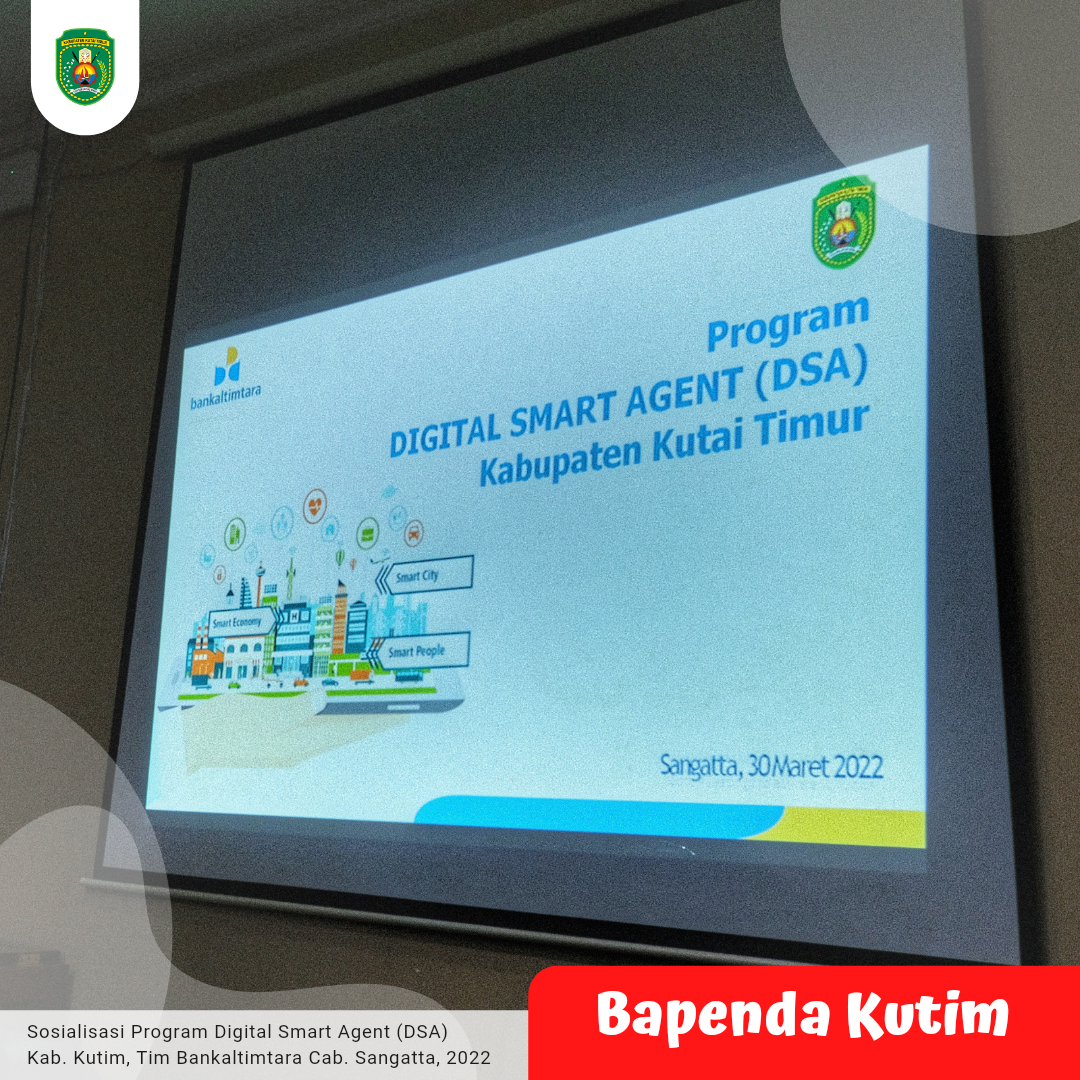 bankaltimtara
Program
DIGITAL SMART AGENT (DSA)
Kabupaten Kutai Timur
Smart City
Smart Economy
H
Smart People
Sangatta, 30 Maret 2022
Sosialisasi Program Digital Smart Agent (DSA)
Kab. Kutim, Tim Bankaltimtara Cab. Sangatta, 2022
Bapenda Kutim